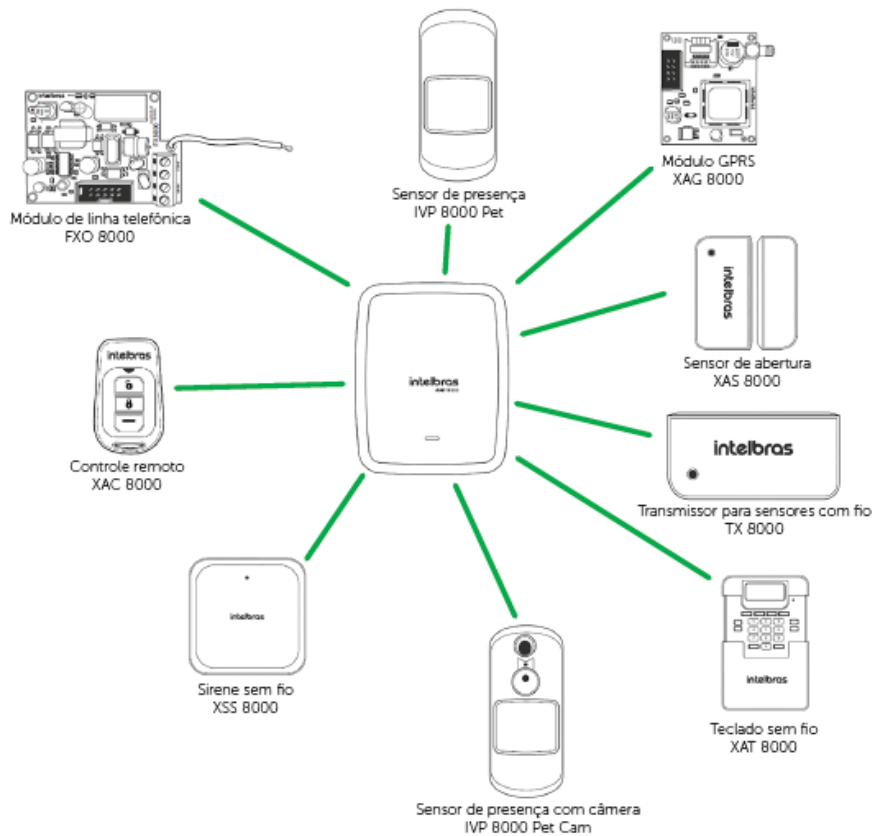 intelbras
Módulo de linha telefônica
FXO 8000
Sensor de presença
IVP 8000 Pet
Módulo GPRS
XAG 8000
intelbras
Sensor de abertura
XAS 8000
intelbras
Controle remoto
XAC 8000
intelbras
intelbras
Transmissor para sensores com fio
TX 8000
intelbras
Sirene sem fio
XSS 8000
Sensor de presença com câmera
IVP 8000 Pet Cam
intelbras
Teclado sem fio
XAT 8000